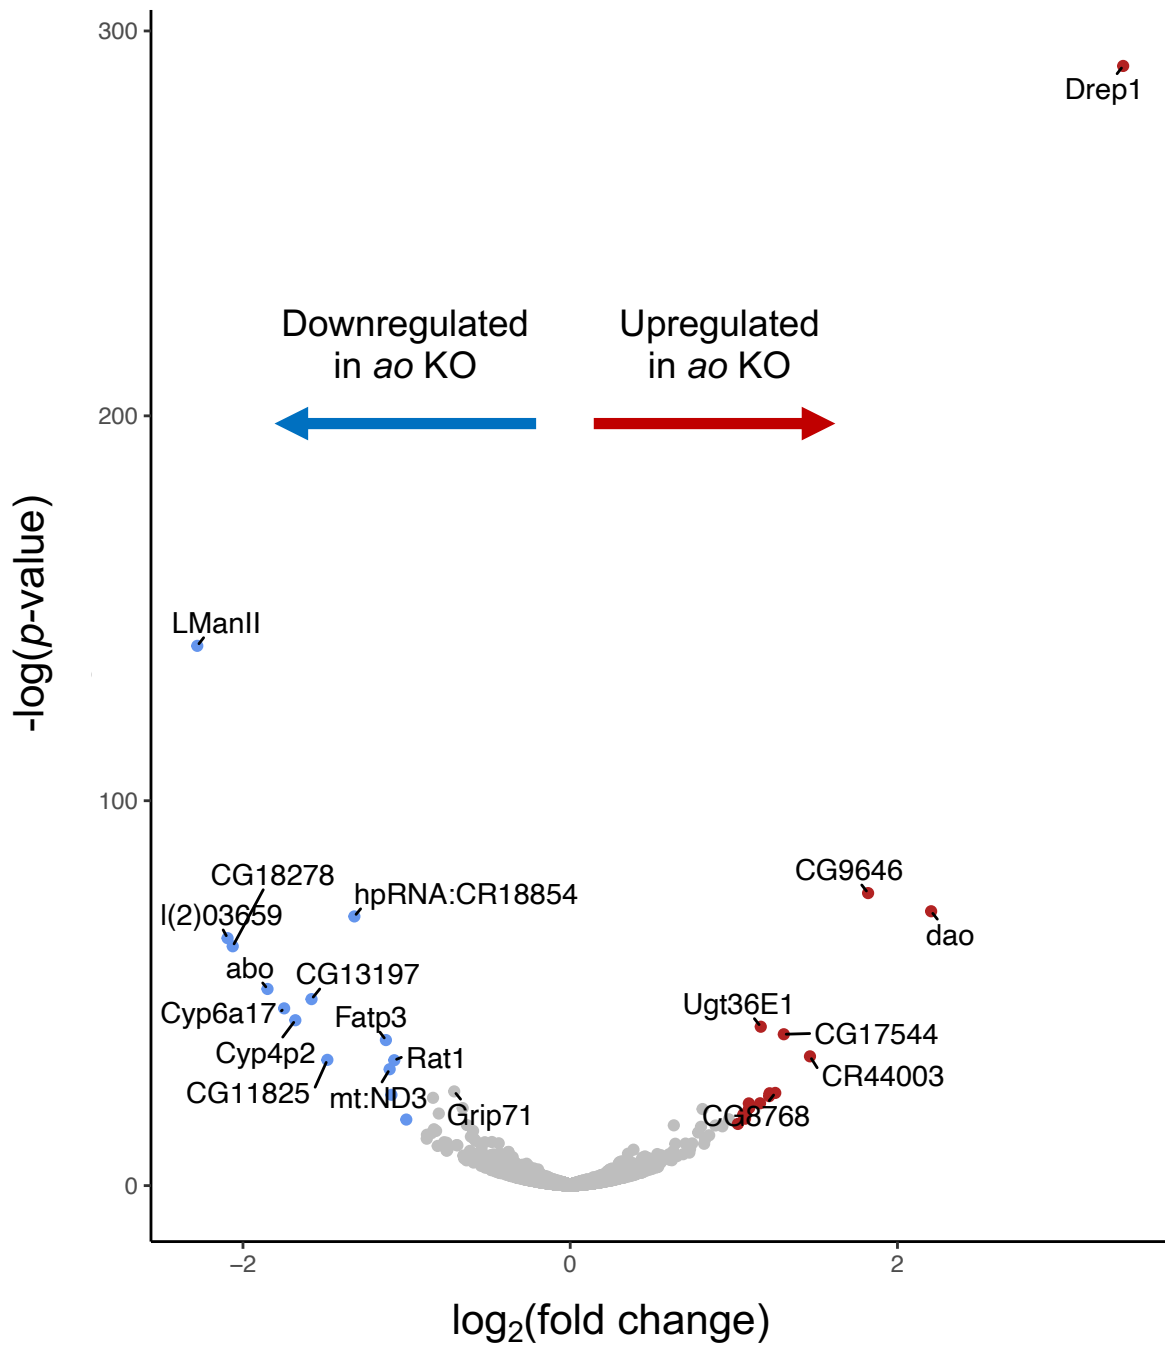 300
Drep1
Downregulated
in ao KO
Upregulated
in ao KO
200
-log(p-value)
LManII
100
CG18278
hpRNA:CR18854
CG9646
l(2)03659
dao
abo
CG13197
Cyp6a17
Fatp3
Ugt36E1
CG17544
Cyp4p2
Rat1
CR44003
CG11825
mt:ND3
Grip71
CG8768
0
−2
0
2
log2(fold change)